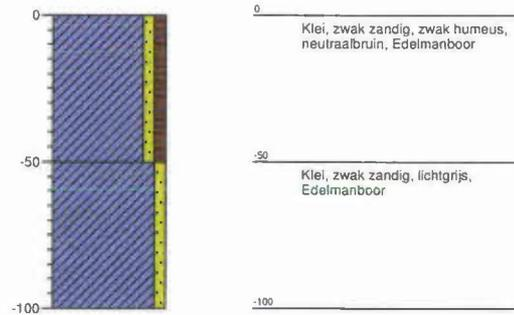 0
-50
-100
0
Klei, zwak zandig, zwak humeus,
neutraalbruin, Edelmanboor
-50
Klei, zwak zandig, lichtgrijs,
Edelmanboor
-100